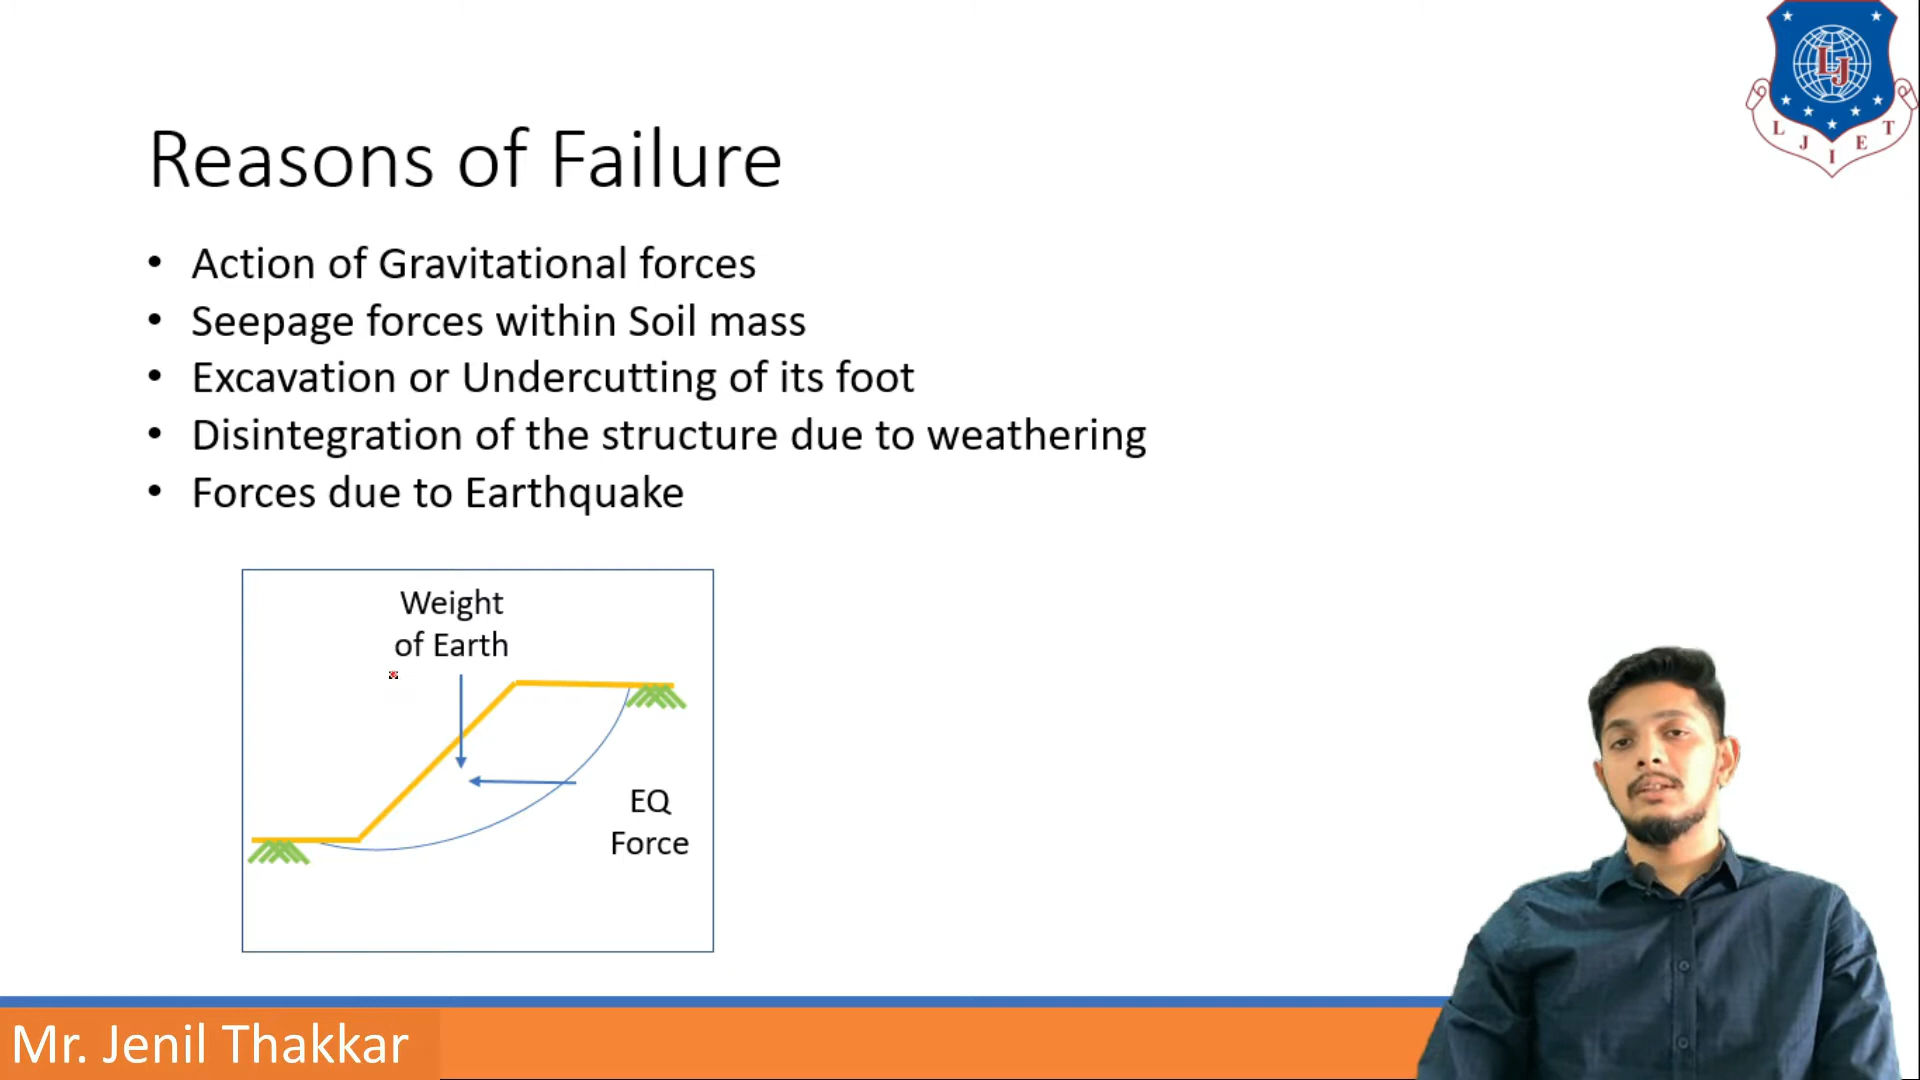 L J I E T
Reasons of Failure
• Action of Gravitational forces
• Seepage forces within Soil mass
• Excavation or Undercutting of its foot
• Disintegration of the structure due to weathering
• Forces due to Earthquake
Weight
of Earth
EQ
Force
Mr. Jenil Thakkar